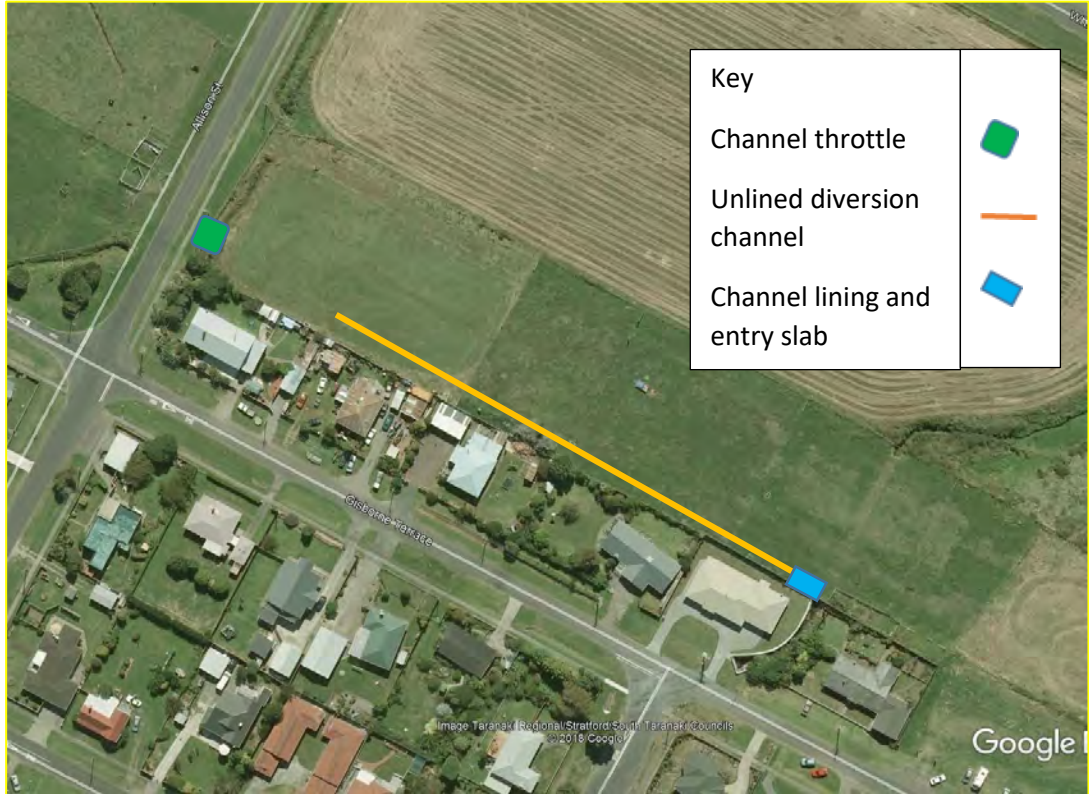 Allison St
Key
Channel throttle
Unlined diversion
channel
Channel lining and
entry slab
Gisborne Terrace
Image Taranaki Regional/Stratford/South Taranaki Councils
© 2018 Google
Google